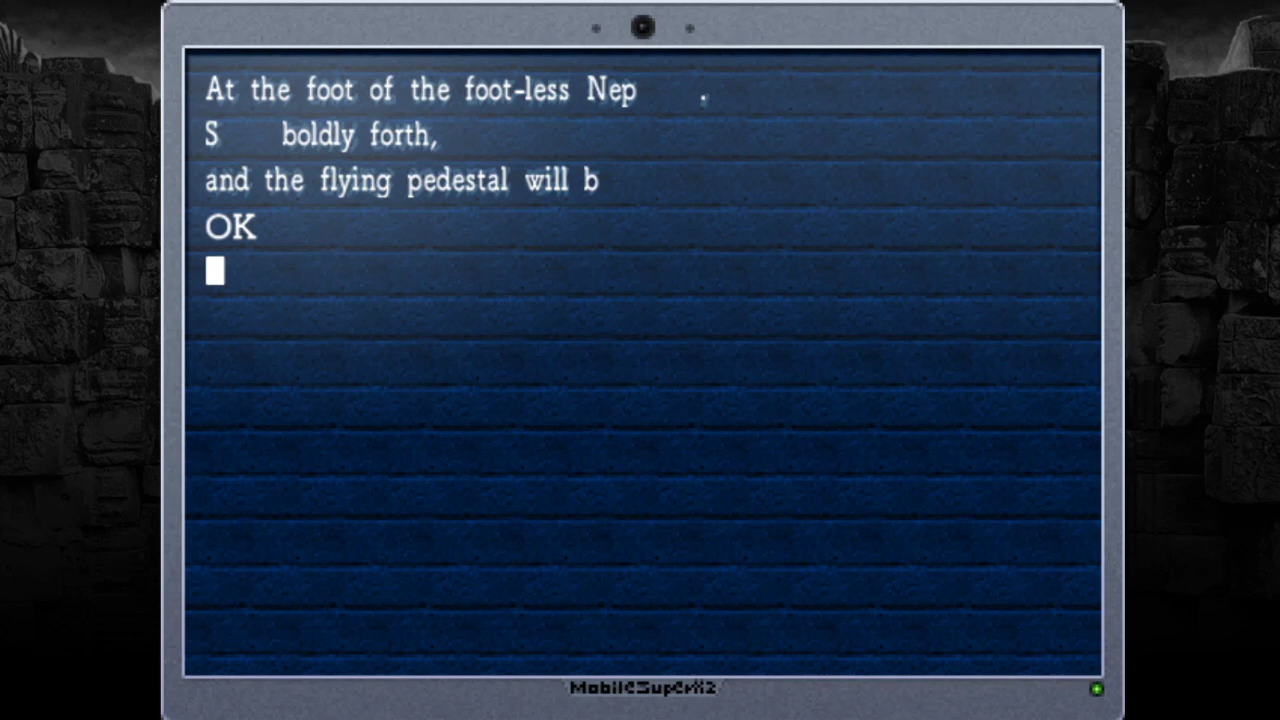 At the foot of the foot-less Nep    .
S    boldly forth,
and the flying pedestal will b
OK
MobileSuperX2